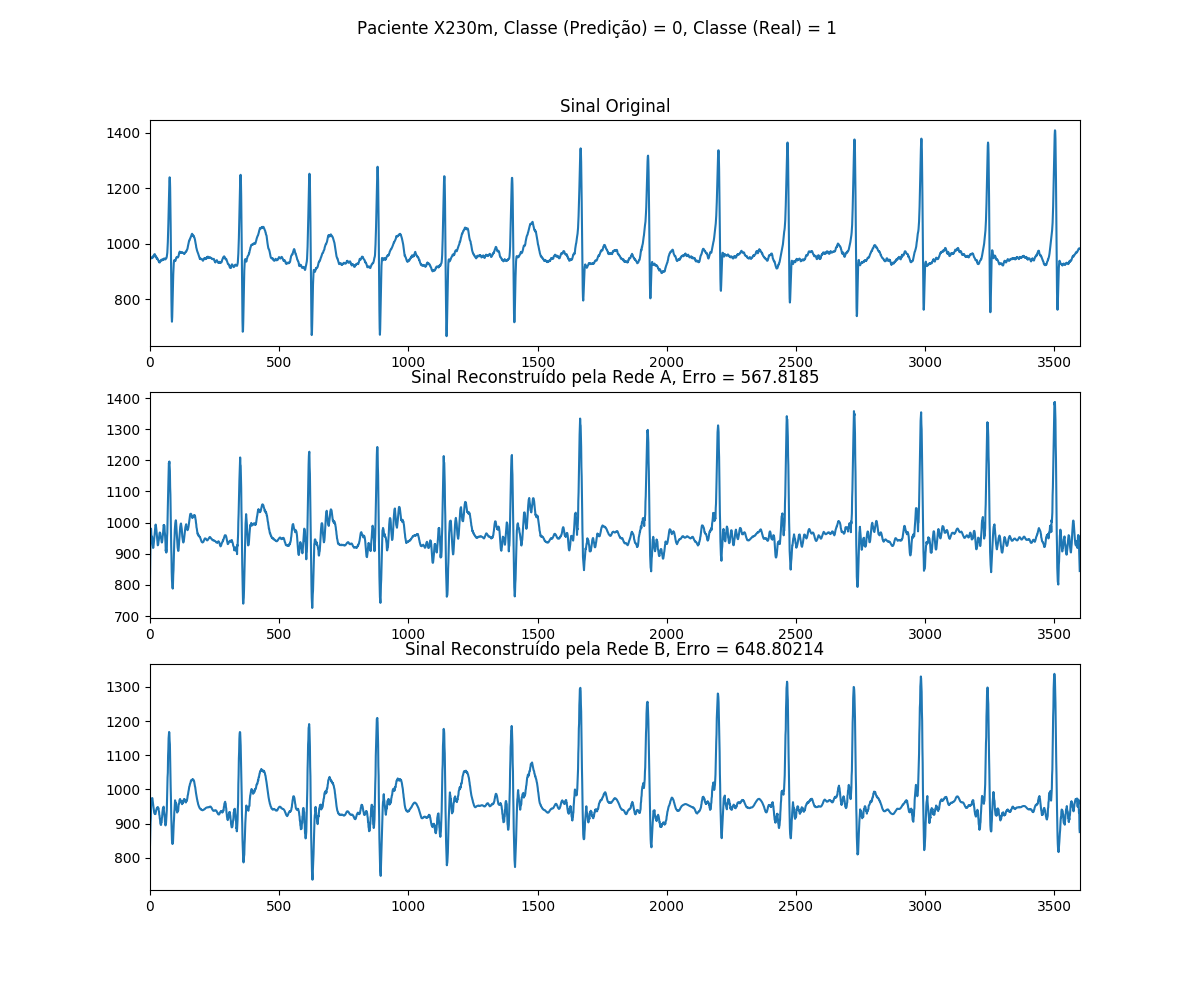 Paciente X230m, Classe (Predição) = 0, Classe (Real) = 1
Sinal Original
1400
1200
1000
800
0 500 1000 1500 2000 2500 3000 3500
Sinal Reconstruído pela Rede A, Erro = 567.8185
1400
1300
1200
1100
1000
900
800
700
0 500 1000 1500 2000 2500 3000 3500
Sinal Reconstruído pela Rede B, Erro = 648.80214
1300
1200
1100
1000
900
800
0 500 1000 1500 2000 2500 3000 3500